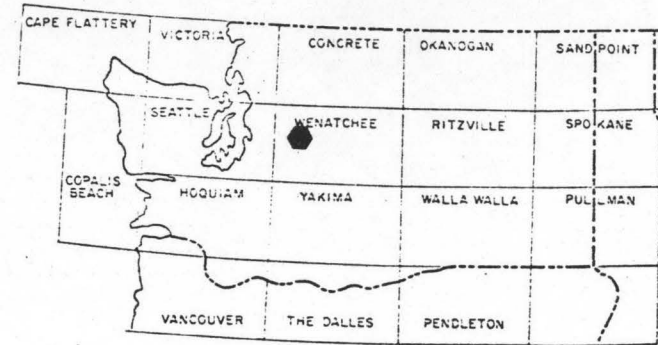 CAPE FLATTERY
VICTORIA
CONCRETE
OKANOGAN
SAND POINT
SEATTLE
WENATCHEE
RITZVILLE
SPOKANE
COPALIS
BEACH
HOQUIAM
YAKIMA
WALLA WALLA
PULLMAN
VANCOUVER
THE DALLES
PENDLETON